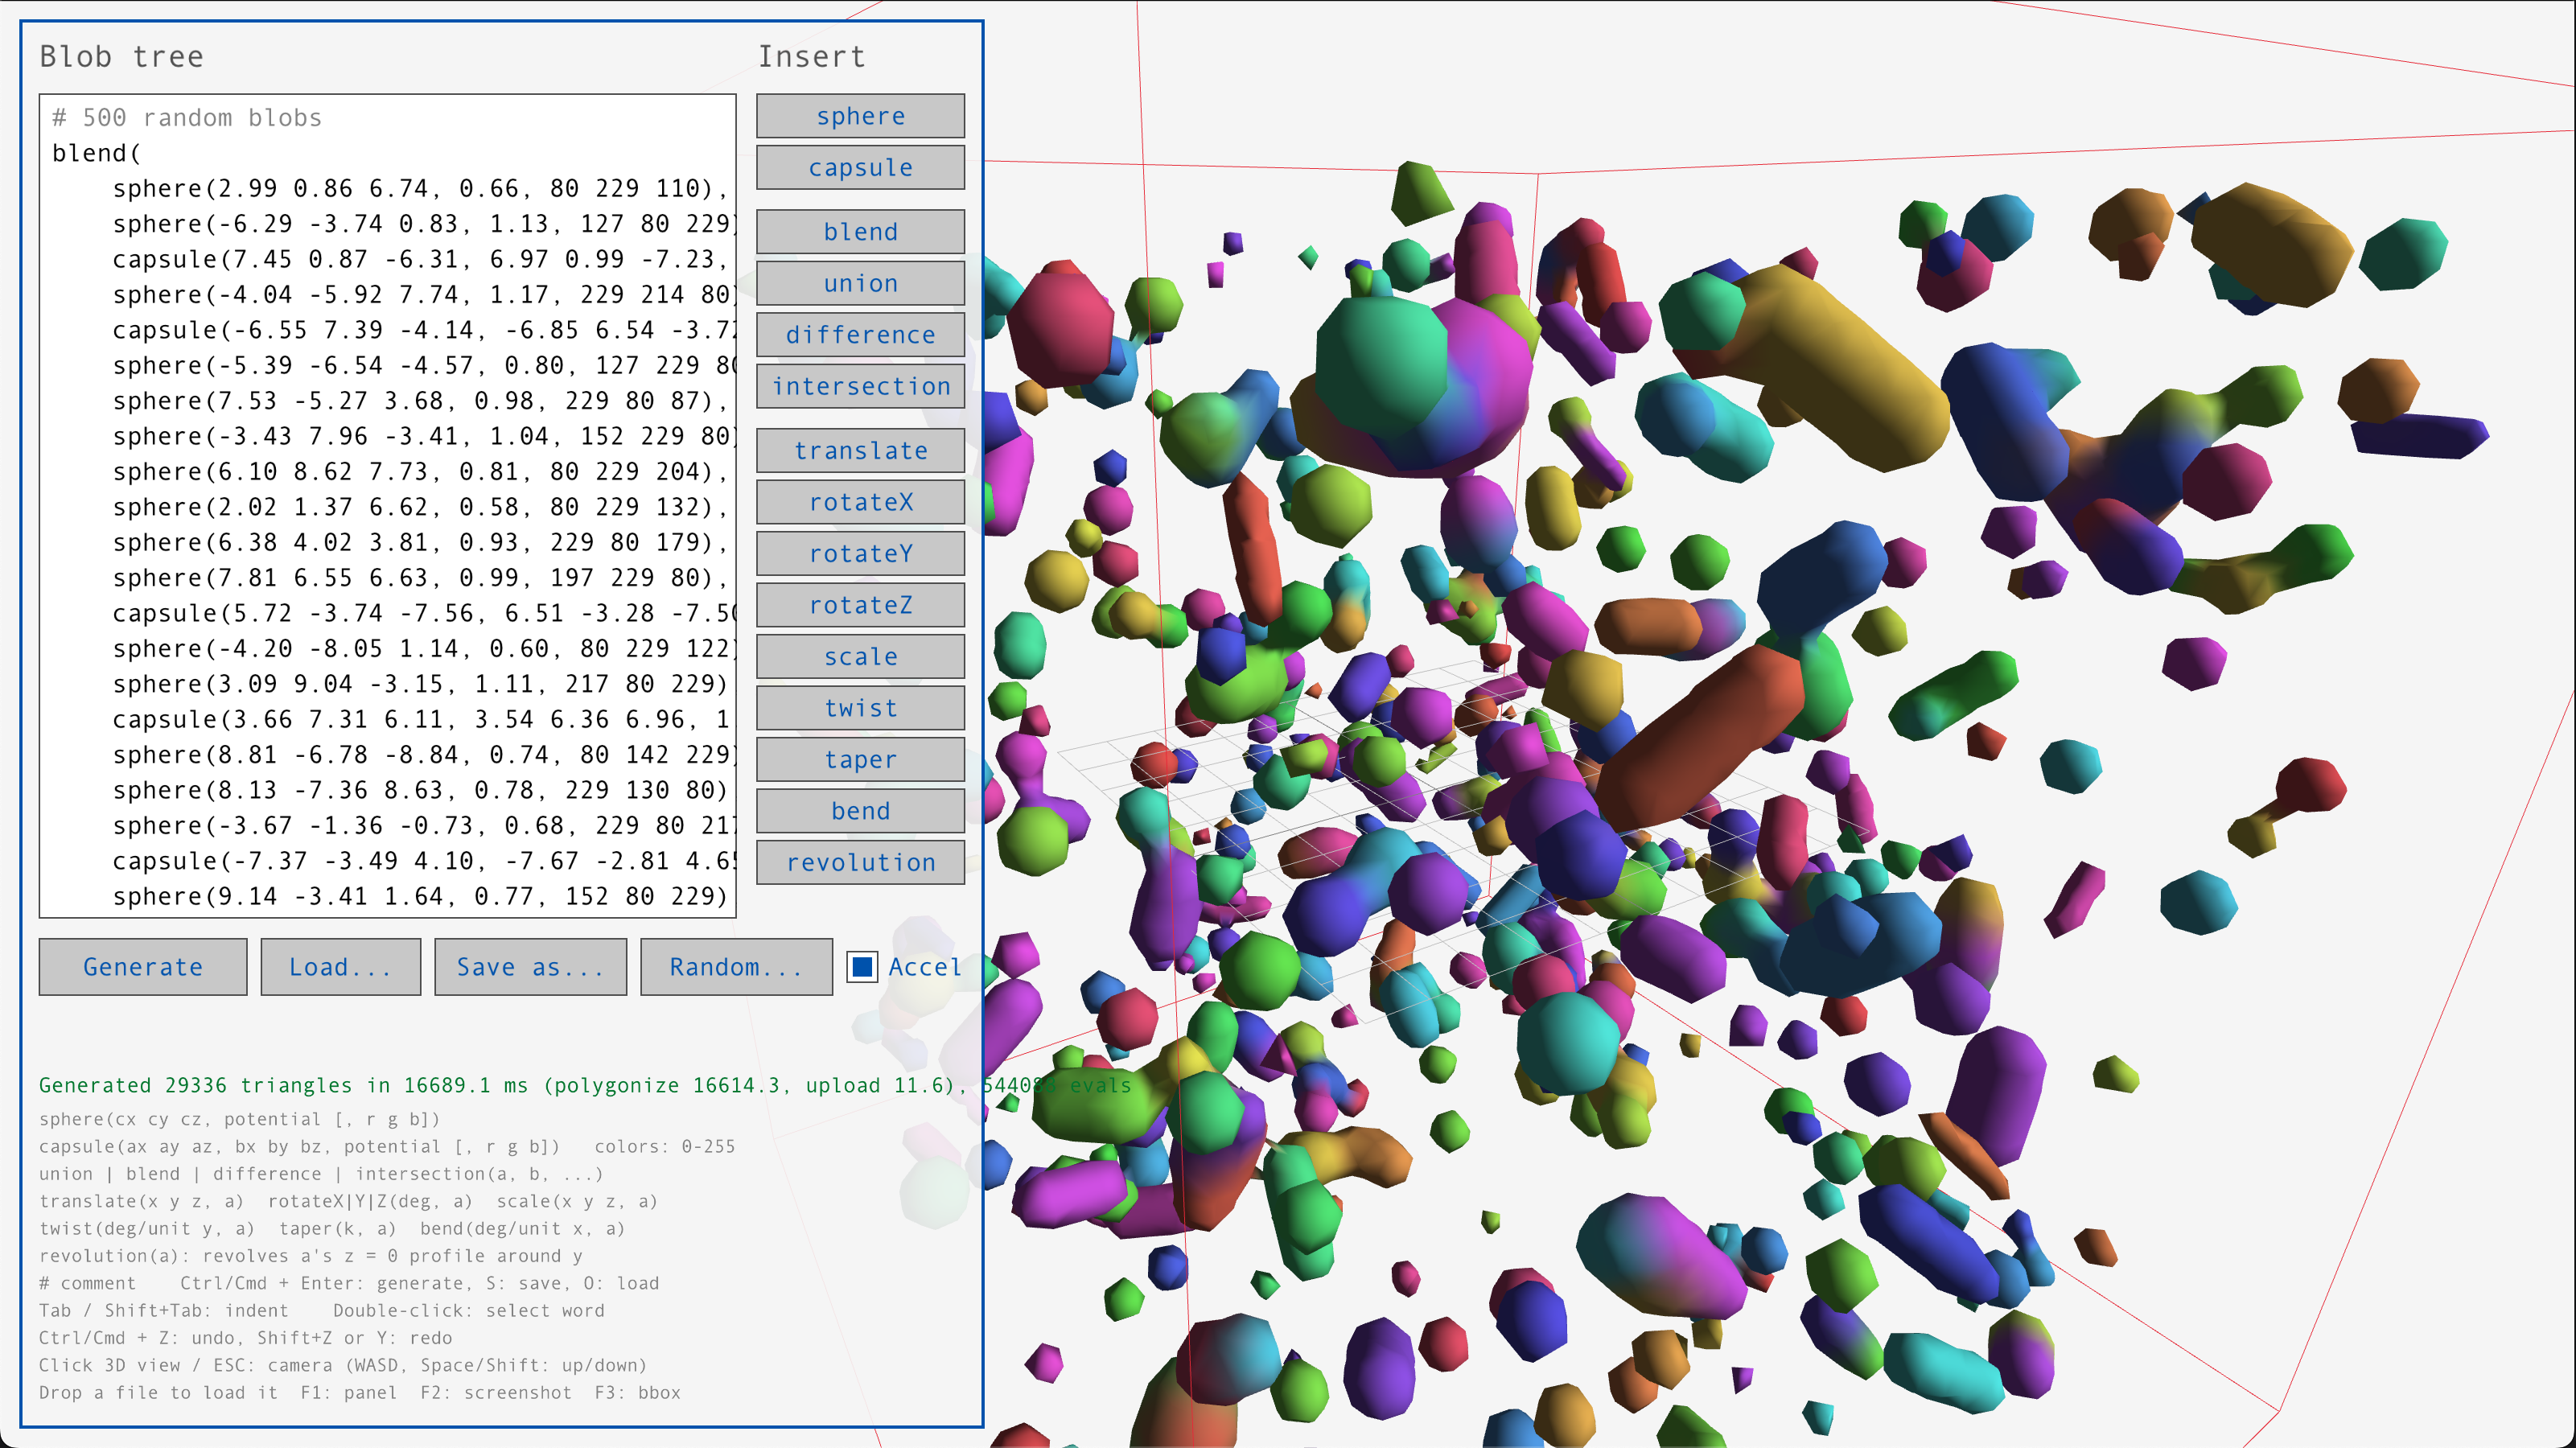 Blob tree
# 500 random blobs
blend(
sphere(2.99 0.86 6.74, 0.66, 80 229 110),
sphere(-6.29 -3.74 0.83, 1.13, 127 80 229)
capsule(7.45 0.87 -6.31, 6.97 0.99 -7.23,
sphere(-4.04 -5.92 7.74, 1.17, 229 214 80)
capsule(-6.55 7.39 -4.14, -6.85 6.54 -3.72
sphere(-5.39 -6.54 -4.57, 0.80, 127 229 80
sphere(7.53 -5.27 3.68, 0.98, 229 80 87),
sphere(-3.43 7.96 -3.41, 1.04, 152 229 80)
sphere(6.10 8.62 7.73, 0.81, 80 229 204),
sphere(2.02 1.37 6.62, 0.58, 80 229 132),
sphere(6.38 4.02 3.81, 0.93, 229 80 179),
sphere(7.81 6.55 6.63, 0.99, 197 229 80),
capsule(5.72 -3.74 -7.56, 6.51 -3.28 -7.50
sphere(-4.20 -8.05 1.14, 0.60, 80 229 122)
sphere(3.09 9.04 -3.15, 1.11, 217 80 229)
capsule(3.66 7.31 6.11, 3.54 6.36 6.96, 1.
sphere(8.81 -6.78 -8.84, 0.74, 80 142 229)
sphere(8.13 -7.36 8.63, 0.78, 229 130 80)
sphere(-3.67 -1.36 -0.73, 0.68, 229 80 217
capsule(-7.37 -3.49 4.10, -7.67 -2.81 4.65
sphere(9.14 -3.41 1.64, 0.77, 152 80 229)
Insert
sphere
capsule
blend
union
difference
intersection
translate
rotateX
rotateY
rotateZ
scale
twist
taper
bend
revolution
Generate
Load...
Save as...
Random...
Accel
Generated 29336 triangles in 16689.1 ms (polygonize 16614.3, upload 11.6), evals
sphere(cx cy cz, potential [, r g b])
capsule(ax ay az, bx by bz, potential [, r g b]) colors: 0-255
union | blend | difference | intersection(a, b, ...)
translate(x y z, a) rotateX|Y|Z(deg, a) scale(x y z, a)
twist(deg/unit y, a) taper(k, a) bend(deg/unit x, a)
revolution(a): revolves a's z = 0 profile around y
# comment Ctrl/Cmd + Enter: generate, S: save, O: load
Tab / Shift+Tab: indent Double-click: select word
Ctrl/Cmd + Z: undo, Shift+Z or Y: redo
Click 3D view / ESC: camera (WASD, Space/Shift: up/down)
Drop a file to load it F1: panel F2: screenshot F3: bbox